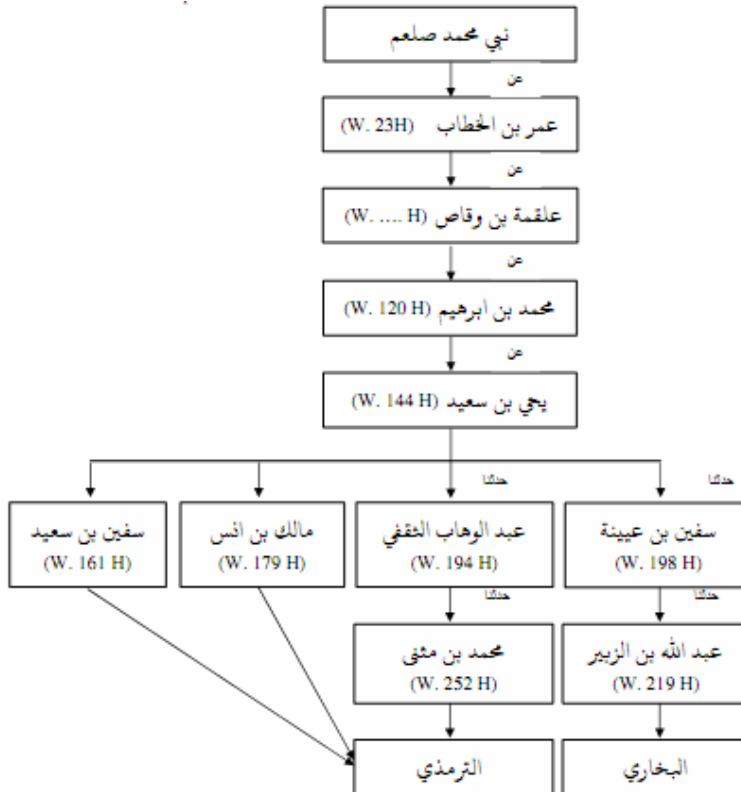 نبي محمد صلعم
عن
عمر بن الخطاب (W. 23H)
عن
علقمة بن وقاص (W. .... H)
عن
محمد بن ابرهيم (W. 120 H)
عن
يحي بن سعيد (W. 144 H)
حدثنا
حدثنا
سفين بن عيينة
(W. 198 H)
عبد الوهاب الثقفي
(W. 194 H)
مالك بن انس
(W. 179 H)
سفين بن سعيد
(W. 161 H)
حدثنا
حدثنا
عبد الله بن الزبير
(W. 219 H)
محمد بن مثنى
(W. 252 H)
البخاري
الترمذي